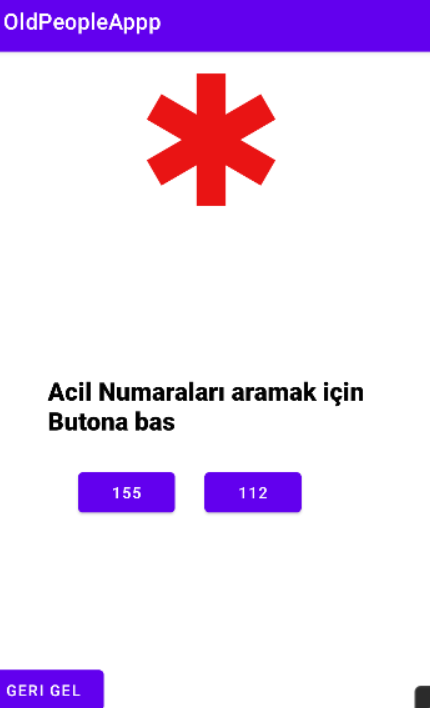 OldPeopleAppp
Acil Numaraları aramak için
Butona bas
155 112
GERI GEL